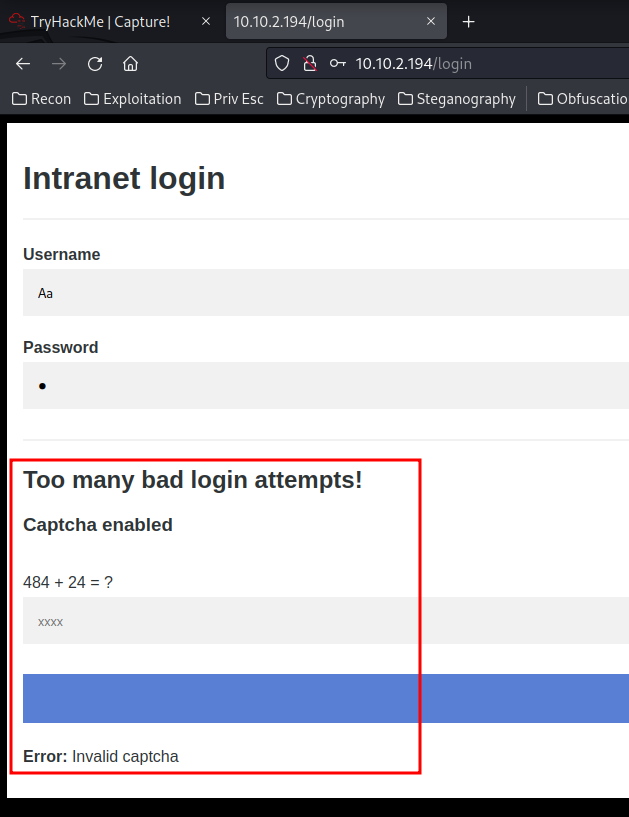 TryHackMe | Capture!
10.10.2.194/login
10.10.2.194/login
Recon Exploitation Priv Esc Cryptography Steganography Obfuscatio
Intranet login
Username
Aa
Password
Too many bad login attempts!
Captcha enabled
484 + 24 = ?
xxxx
Error: Invalid captcha